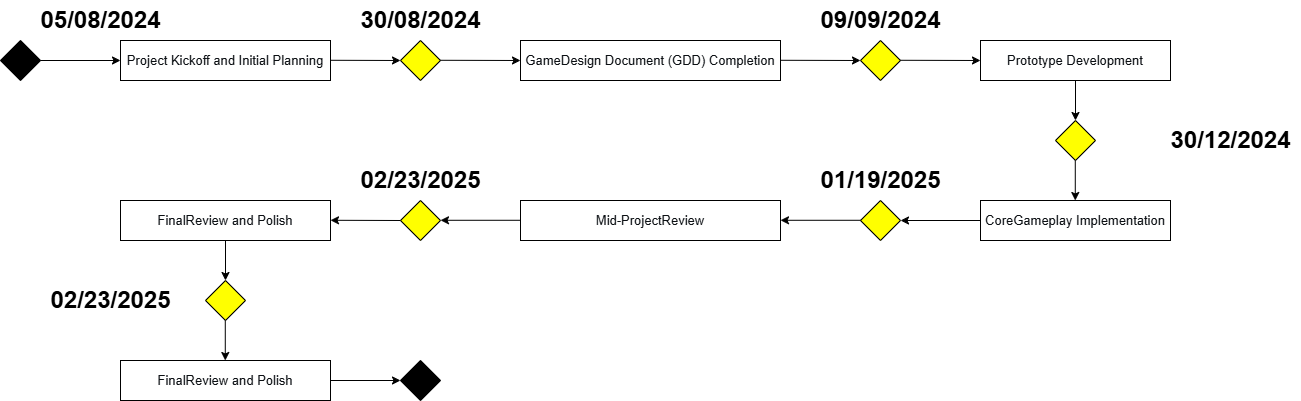 05/08/2024
30/08/2024
09/09/2024
Project Kickoff and Initial Planning
GameDesign Document (GDD) Completion
Prototype Development
30/12/2024
02/23/2025
01/19/2025
FinalReview and Polish
Mid-ProjectReview
CoreGameplay Implementation
02/23/2025
FinalReview and Polish